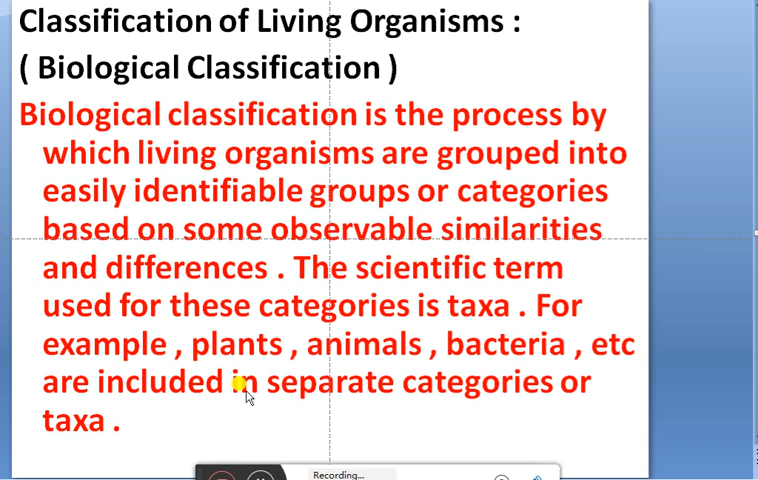 Classification of Living Organisms :
( Biological Classification )
Biological classification is the process by
which living organisms are grouped into
easily identifiable groups or categories
based on some observable similarities
and differences . The scientific term
used for these categories is taxa . For
example , plants , animals , bacteria , etc
are included in separate categories or
taxa .
Recording...